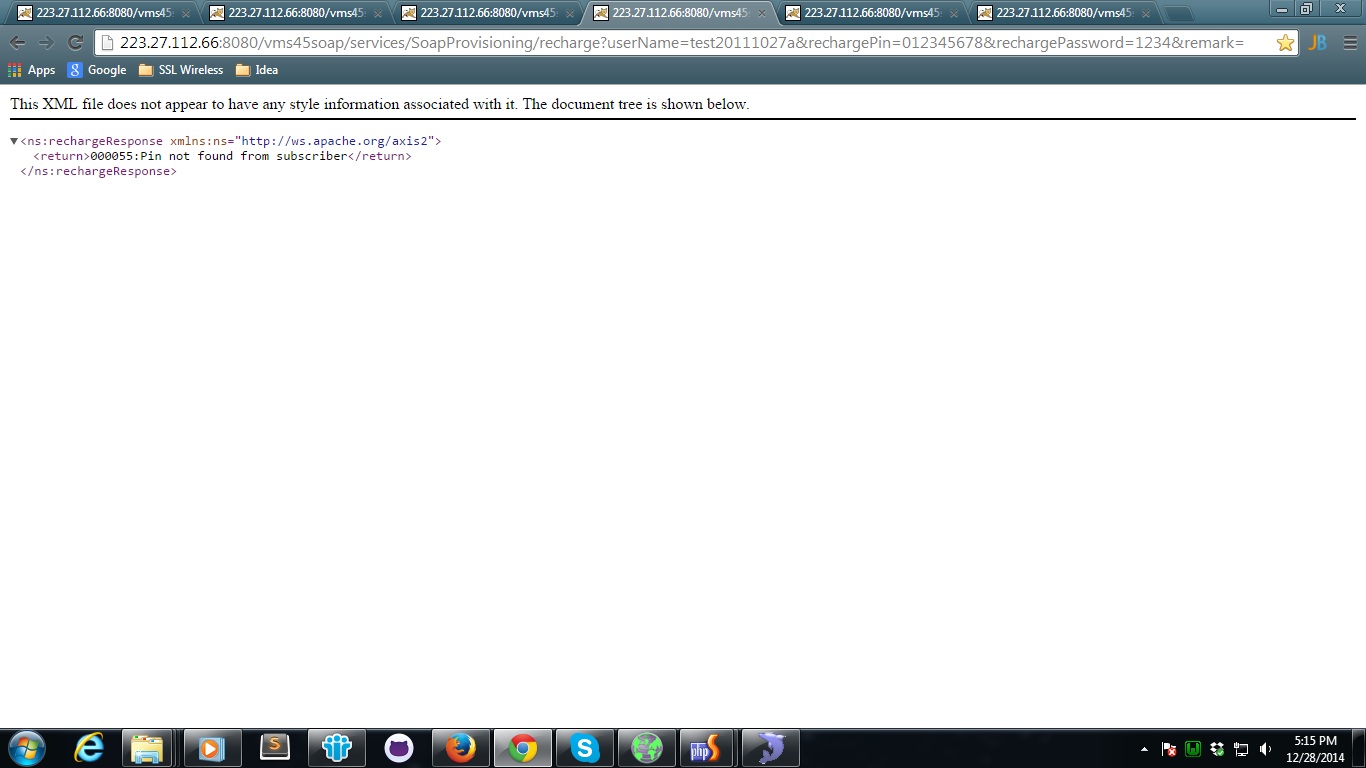 223.27.112.66:8080/vms45 223.27.112.66:8080/vms45 223.27.112.66:8080/vms45 223.27.112.66:8080/vms45 223.27.112.66:8080/vms45 223.27.112.66:8080/vms45
223.27.112.66:8080/vms45soap/services/SoapProvisioning/recharge?userName=test20111027a&rechargePin=012345678&rechargePassword=1234&remark= JB
Apps 8 Google SSL Wireless Idea
This XML file does not appear to have any style information associated with it. The document tree is shown below.
▼<ns:rechargeResponse xmlns:ns="http://ws.apache.org/axis2">
<return>000055:Pin not found from subscriber</return>
</ns:rechargeResponse>
S php
5:15 PM
12/28/2014